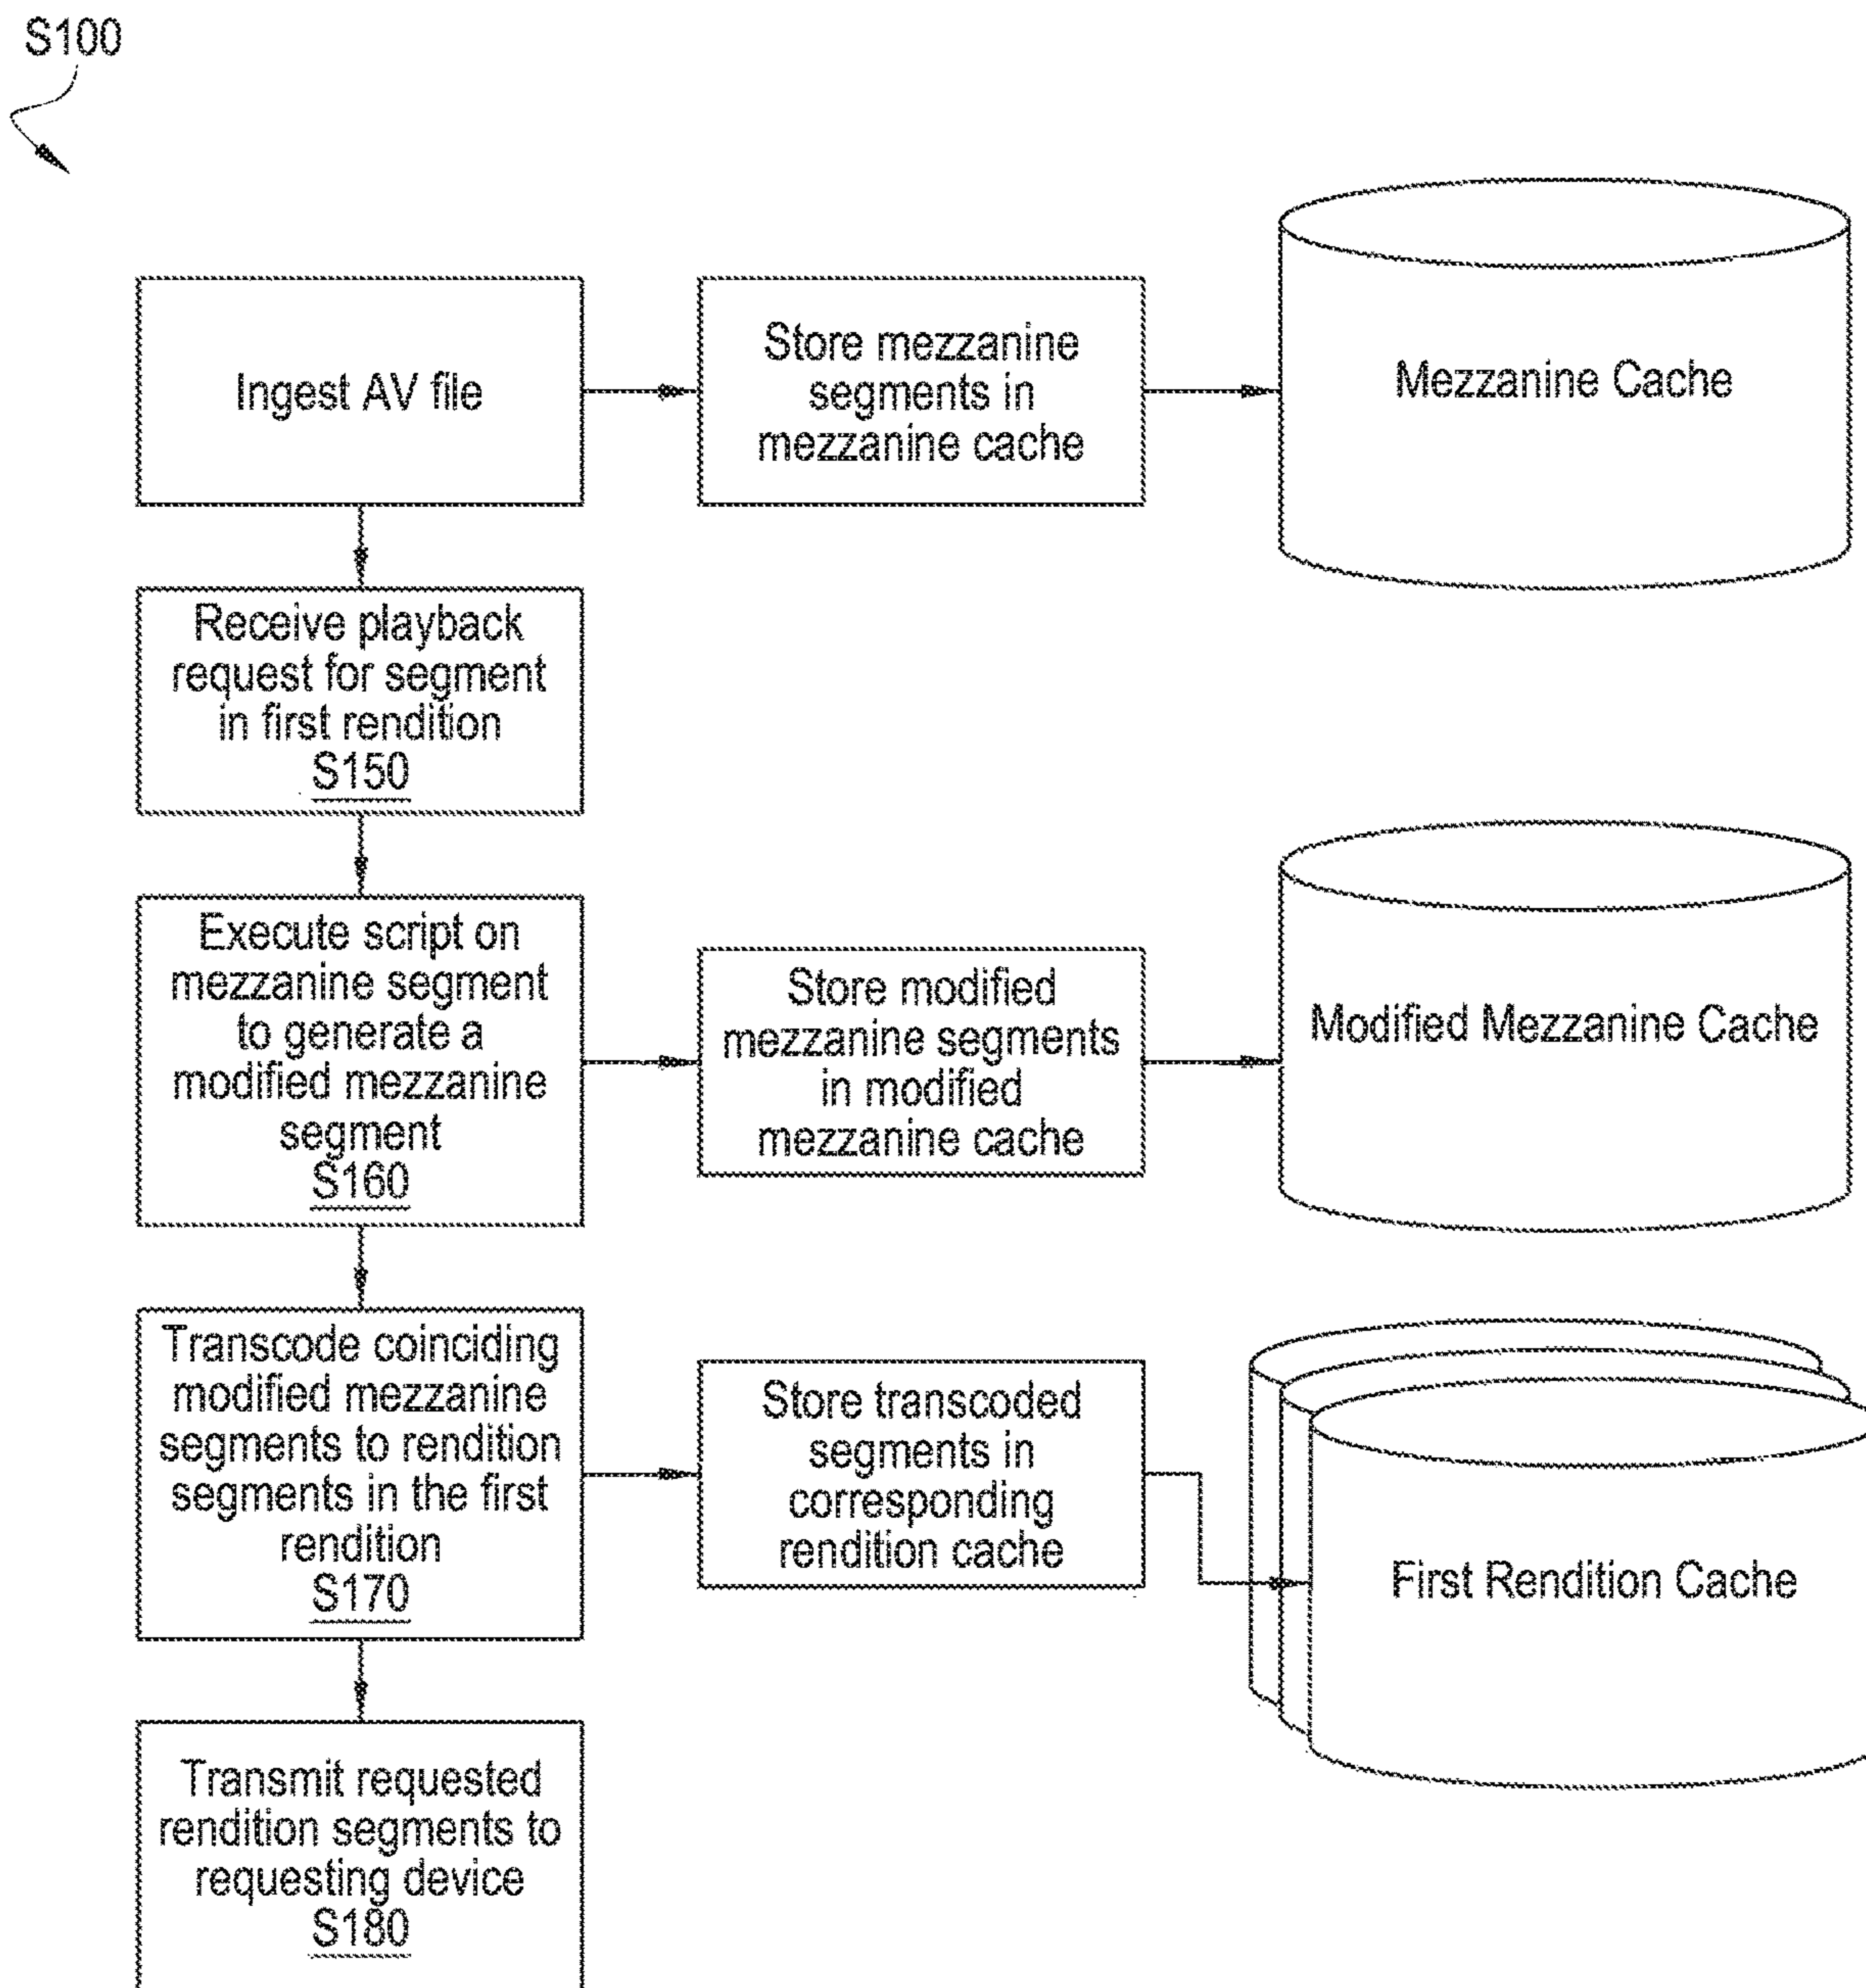 S100
Ingest AV file
Store mezzanine
segments in
mezzanine cache
Mezzanine Cache
Receive playback
request for segment
in first rendition
S150
Execute script on
mezzanine segment
to generate a
modified mezzanine
segment
S160
Store modified
mezzanine segments
in modified
mezzanine cache
Modified Mezzanine Cache
Transcode coinciding
modified mezzanine
segments to rendition
segments in the first
rendition
S170
Store transcoded
segments in
corresponding
rendition cache
First Rendition Cache
Transmit requested
rendition segments to
requesting device
S180